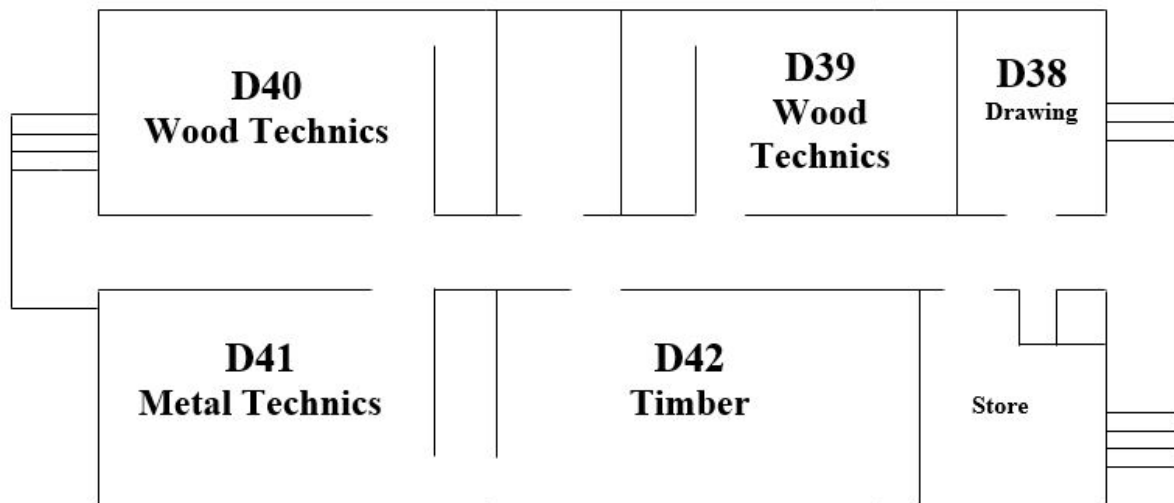 D40
Wood Technics
D39
Wood
Technics
D38
Drawing
D41
Metal Technics
D42
Timber
Store